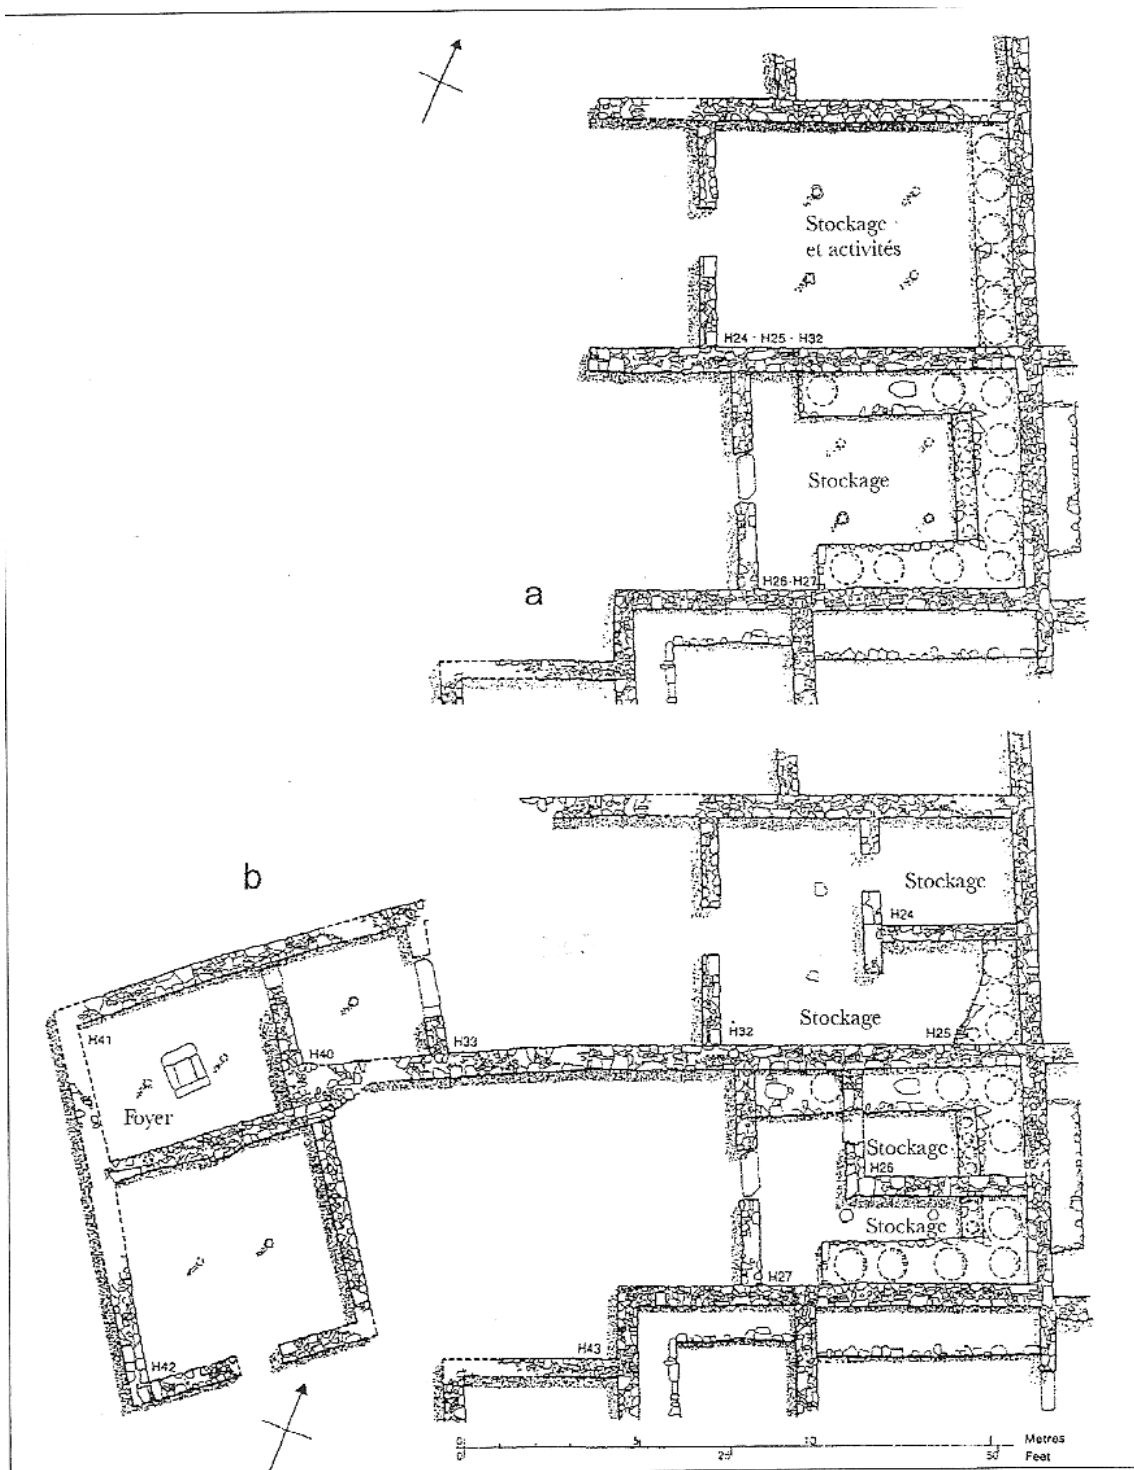 Stockage
et activités
H24 - H25 - H32
Stockage
H26-H27
a
b
Stockage
H24
H41
H40
H33
Stockage
H32
H25
Foyer
Stockage
H26
Stockage
H27
H42
H43
0 5 10 Metres
0 25 50 Feet